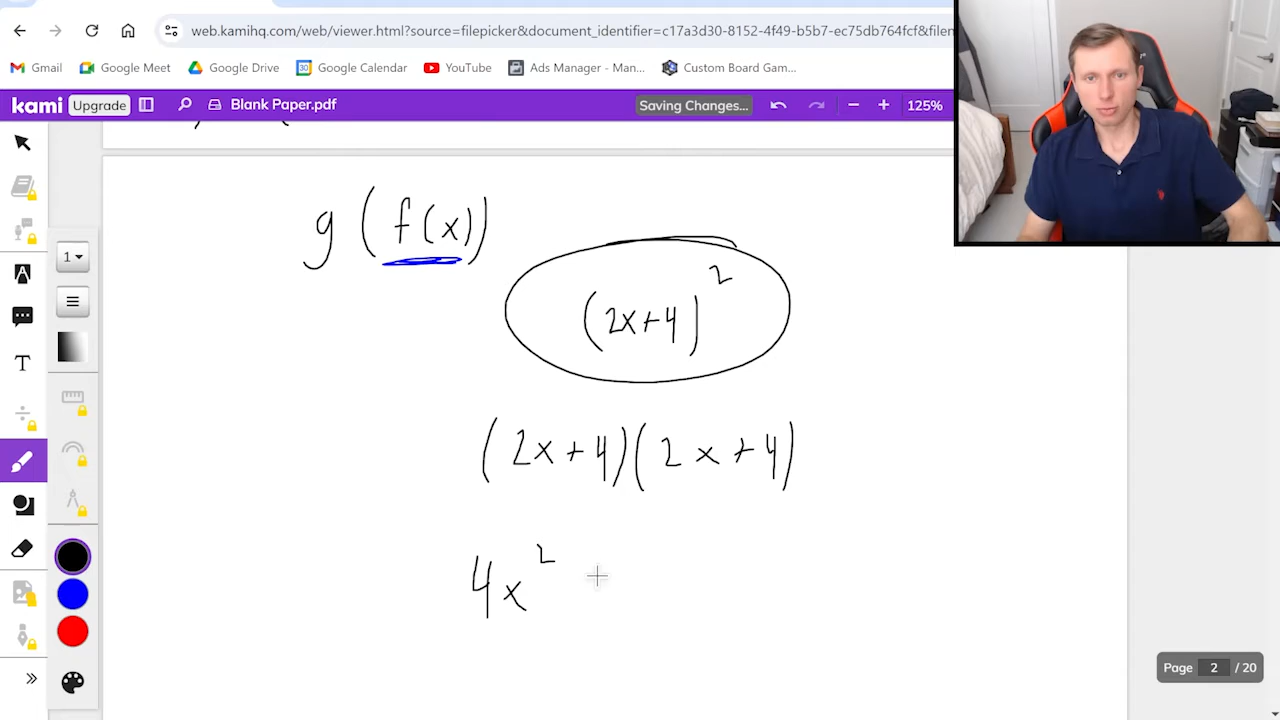 web.kamihq.com/web/viewer.html?source=filepicker&document_identifier=c17a3d30-8152-4f49-b5b7-ec75db764fcf&filen
Gmail Google Meet Google Drive 30 Google Calendar YouTube Ads Manager - Man... Custom Board Gam...
kami Upgrade Blank Paper.pdf Saving Changes... 125%
g (f(x))
(2x+4)²
1
(2x+4)(2x+4)
4x²
Page 2 / 20